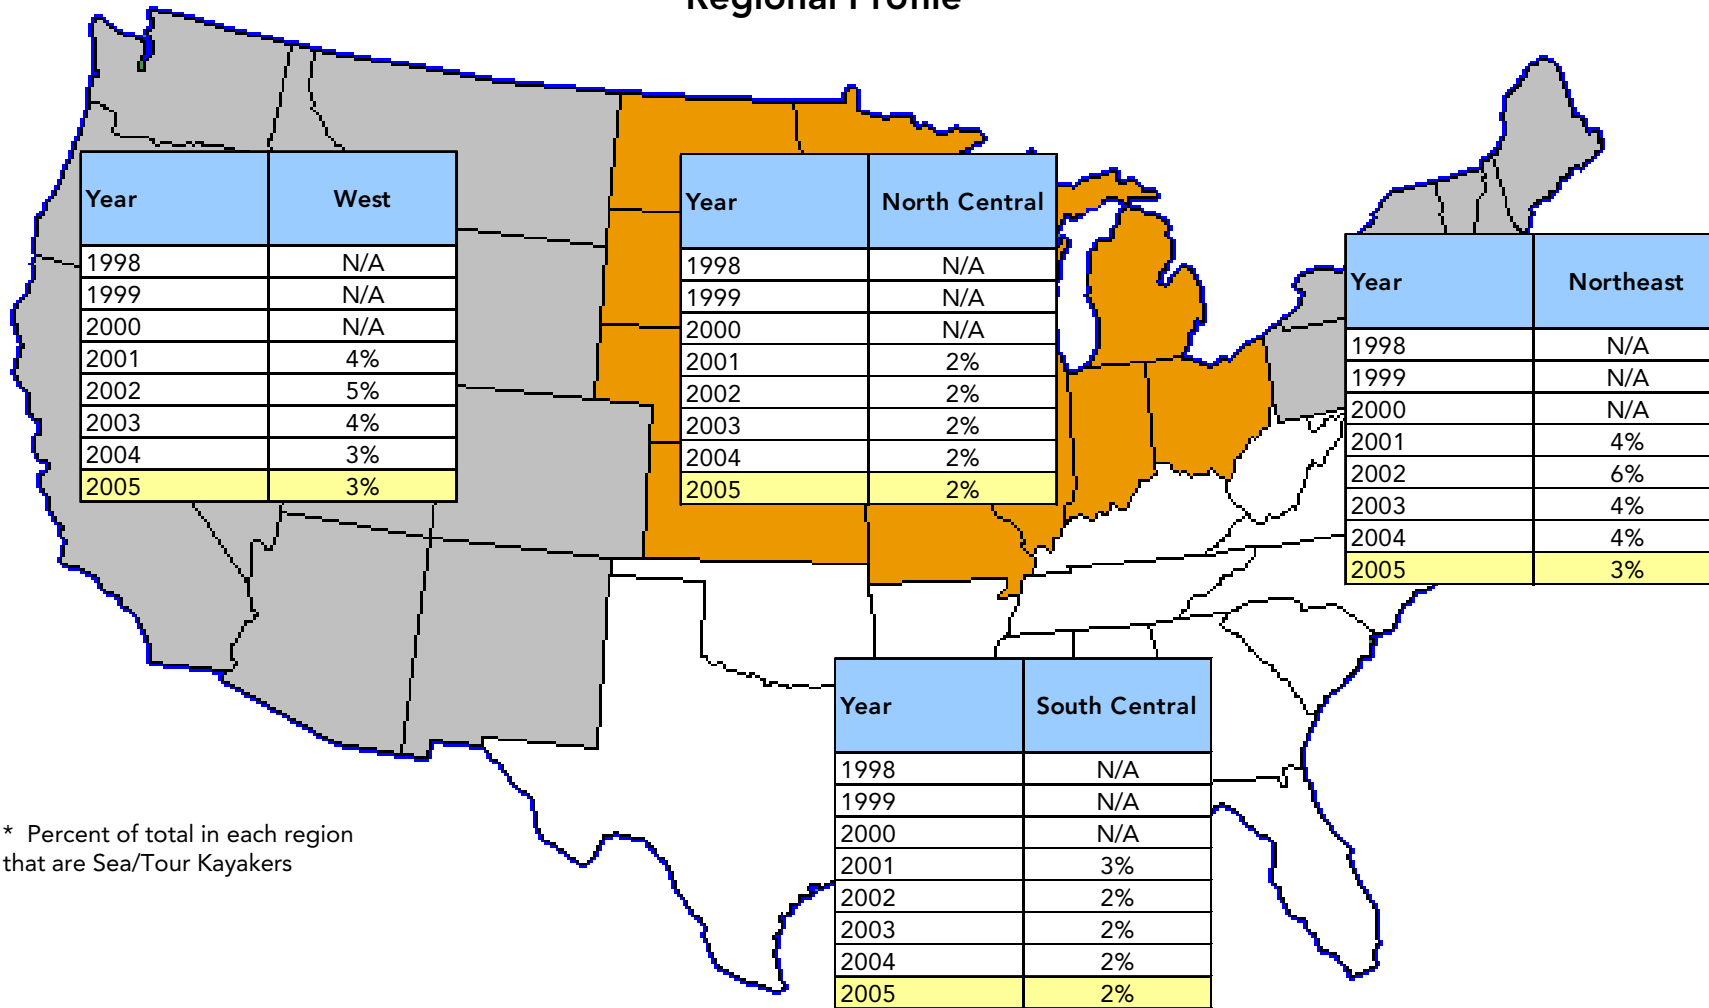 Regional Profile
Year West
1998 N/A
1999 N/A
2000 N/A
2001 4%
2002 5%
2003 4%
2004 3%
2005 3%
Year North Central
1998 N/A
1999 N/A
2000 N/A
2001 2%
2002 2%
2003 2%
2004 2%
2005 2%
Year Northeast
1998 N/A
1999 N/A
2000 N/A
2001 4%
2002 6%
2003 4%
2004 4%
2005 3%
Year South Central
1998 N/A
1999 N/A
2000 N/A
2001 3%
2002 2%
2003 2%
2004 2%
2005 2%
* Percent of total in each region
that are Sea/Tour Kayakers